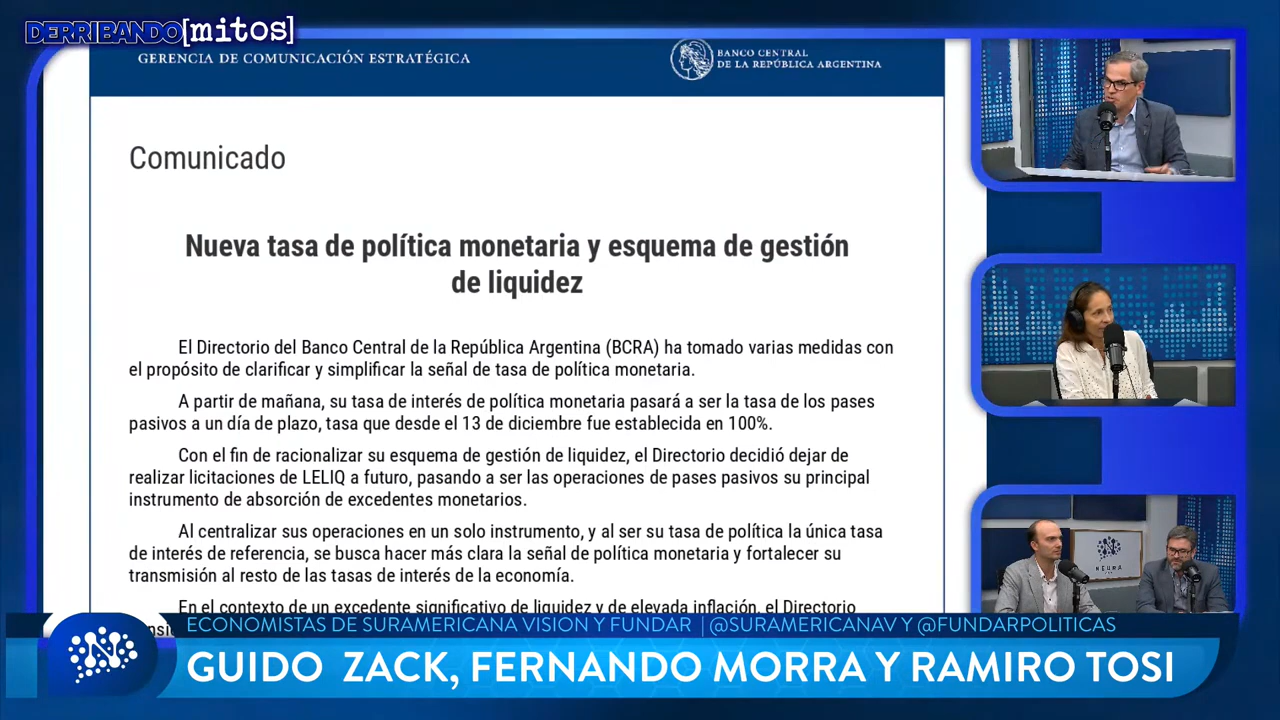 DERRIBANDO[mitos]
GERENCIA DE COMUNICACIÓN ESTRATÉGICA
BANCO CENTRAL
DE LA REPÚBLICA ARGENTINA
Comunicado
Nueva tasa de política monetaria y esquema de gestión
de liquidez
El Directorio del Banco Central de la República Argentina (BCRA) ha tomado varias medidas con
el propósito de clarificar y simplificar la señal de tasa de política monetaria.
A partir de mañana, su tasa de interés de política monetaria pasará a ser la tasa de los pases
pasivos a un día de plazo, tasa que desde el 13 de diciembre fue establecida en 100%.
Con el fin de racionalizar su esquema de gestión de liquidez, el Directorio decidió dejar de
realizar licitaciones de LELIQ a futuro, pasando a ser las operaciones de pases pasivos su principal
instrumento de absorción de excedentes monetarios.
Al centralizar sus operaciones en un solo instrumento, y al ser su tasa de política la única tasa
de interés de referencia, se busca hacer más clara la señal de política monetaria y fortalecer su
transmisión al resto de las tasas de interés de la economía.
En el contexto de un excedente significativo de liquidez y de elevada inflación, el Directorio
NEURA
ECONOMISTAS DE SURAMERICANA VISION Y FUNDAR | @SURAMERICANAV Y @FUNDARPOLITICAS
GUIDO ZACK, FERNANDO MORRA Y RAMIRO TOSI